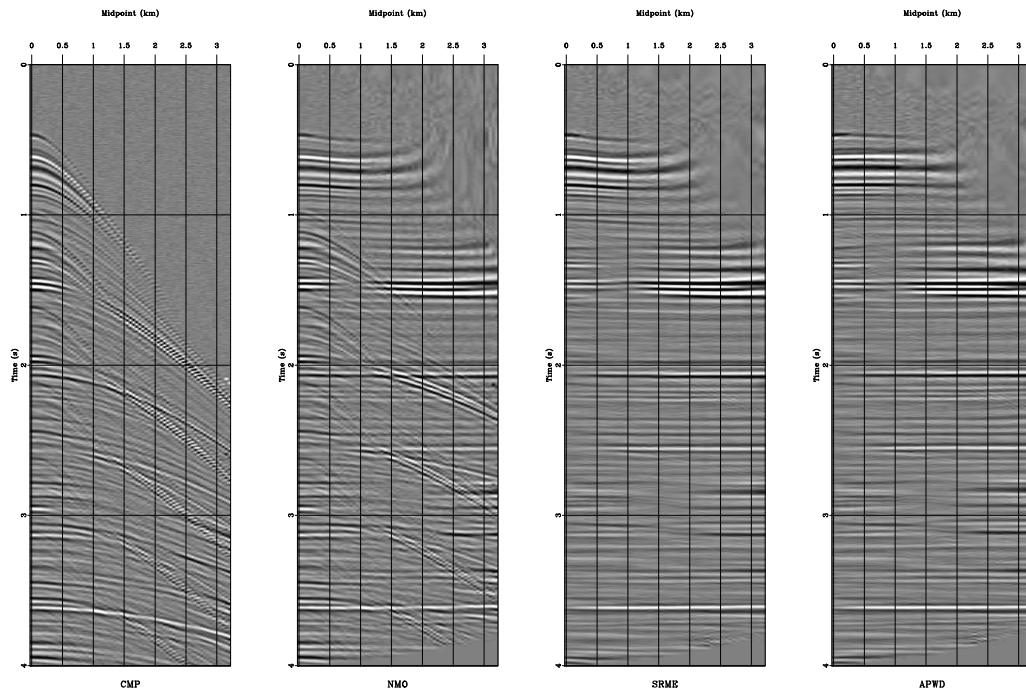 Midpoint (km) Midpoint (km) Midpoint (km) Midpoint (km)
0 0.5 1 1.5 2 2.5 3 0 0.5 1 1.5 2 2.5 3 0 0.5 1 1.5 2 2.5 3 0 0.5 1 1.5 2 2.5 3
0 0 0 0
1 1 1 1
Time (s) 2 Time (s) 2 Time (s) 2 Time (s) 2
3 3 3 3
4 4 4 4
CMP NMO SRME APWD